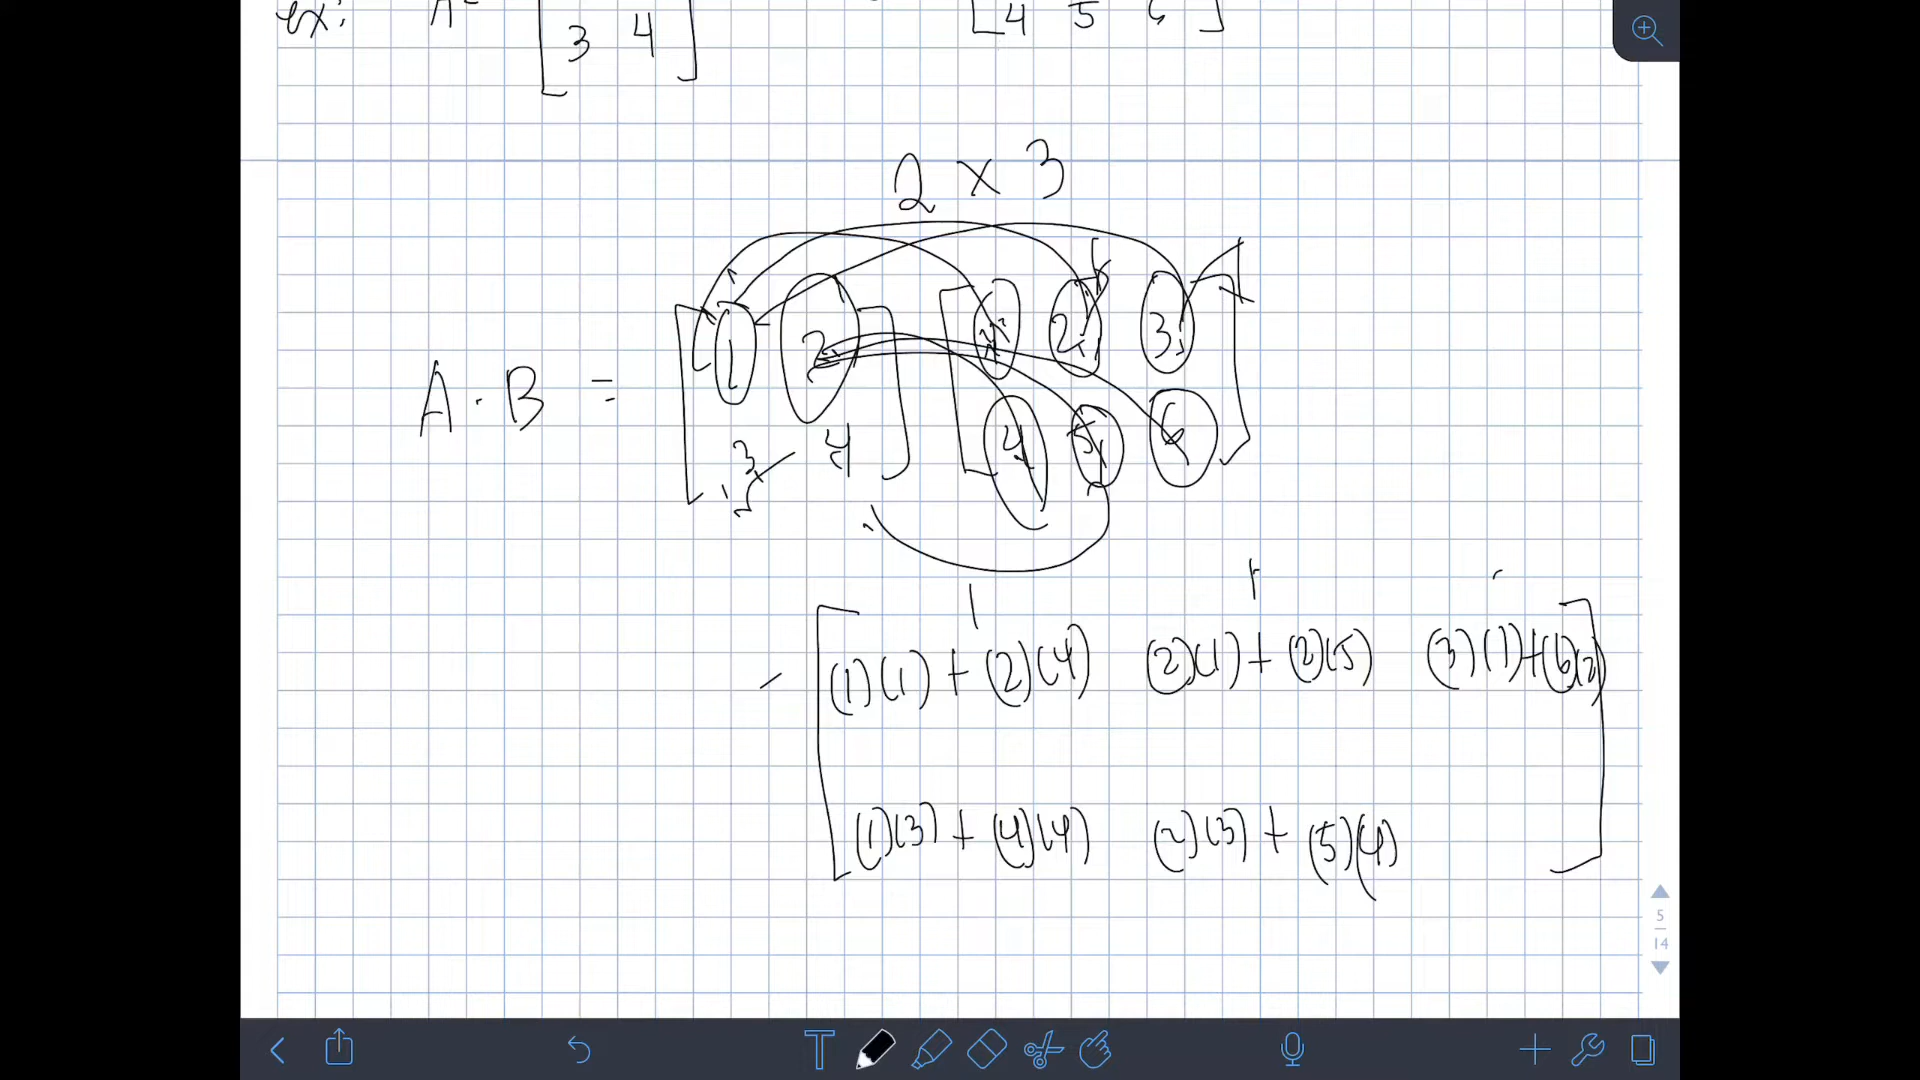 ex: A =
3 4
4 5 6
2 × 3
1 2 1 2 3
A · B =
3 4 4 5 6
= (1)(1) + (2)(4) (2)(1) + (2)(5) (3)(1) + (6)(2)
(1)(3) + (4)(4) (2)(3) + (5)(4)
5
14
T